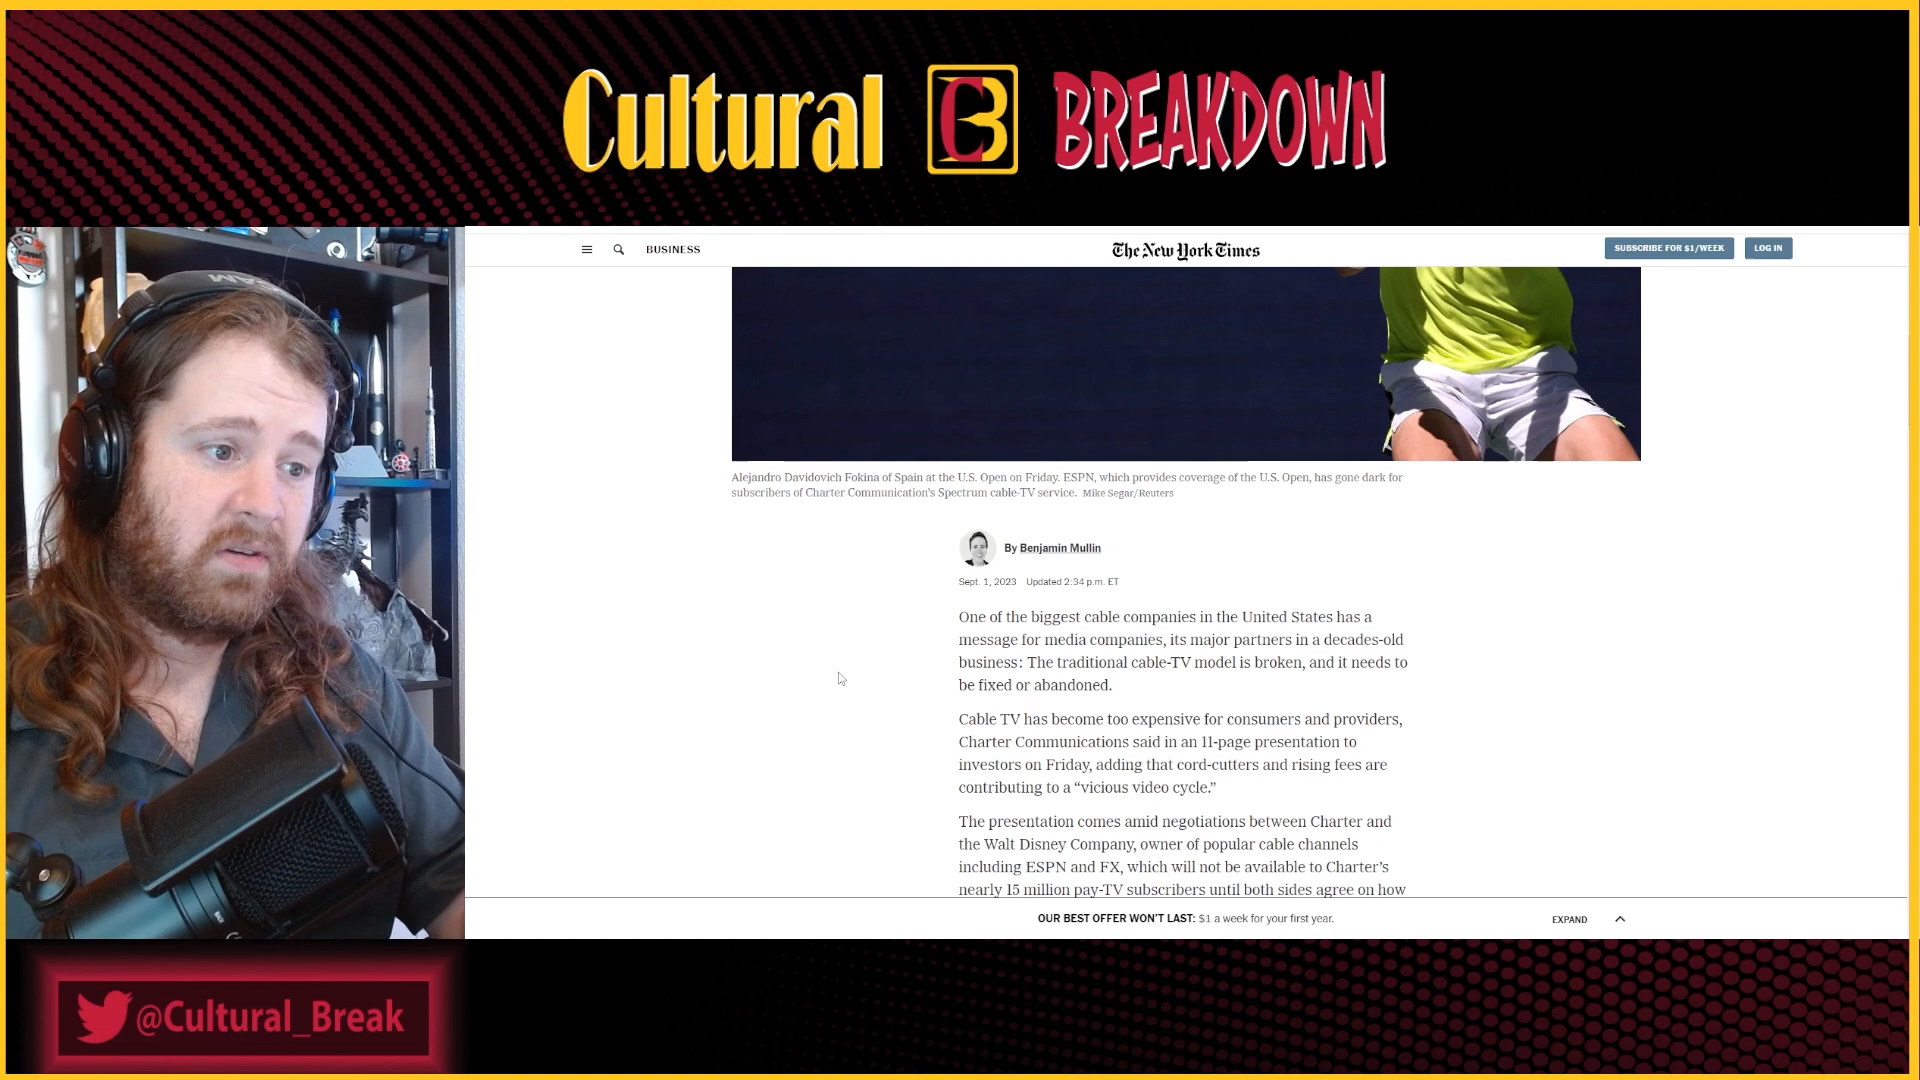 Cultural CB BREAKDOWN
BUSINESS
The New York Times
SUBSCRIBE FOR $1/WEEK
LOG IN
Alejandro Davidovich Fokina of Spain at the U.S. Open on Friday. ESPN, which provides coverage of the U.S. Open, has gone dark for
subscribers of Charter Communication's Spectrum cable-TV service. Mike Segar/Reuters
By Benjamin Mullin
Sept. 1, 2023 Updated 2:34 p.m. ET
One of the biggest cable companies in the United States has a
message for media companies, its major partners in a decades-old
business: The traditional cable-TV model is broken, and it needs to
be fixed or abandoned.
Cable TV has become too expensive for consumers and providers,
Charter Communications said in an 11-page presentation to
investors on Friday, adding that cord-cutters and rising fees are
contributing to a “vicious video cycle.”
The presentation comes amid negotiations between Charter and
the Walt Disney Company, owner of popular cable channels
including ESPN and FX, which will not be available to Charter’s
nearly 15 million pay-TV subscribers until both sides agree on how
OUR BEST OFFER WON’T LAST: $1 a week for your first year.
EXPAND
@Cultural_Break